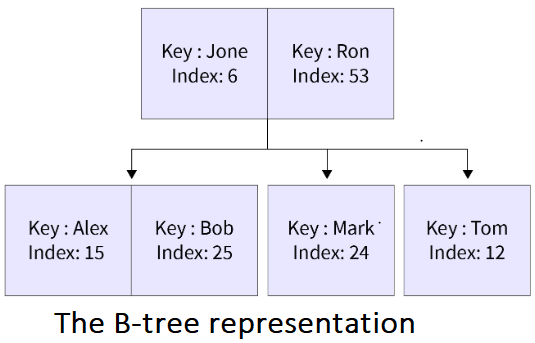 Key : Jone
Index: 6
Key : Ron
Index: 53
Key : Alex
Index: 15
Key : Bob
Index: 25
Key : Mark
Index: 24
Key : Tom
Index: 12
The B-tree representation